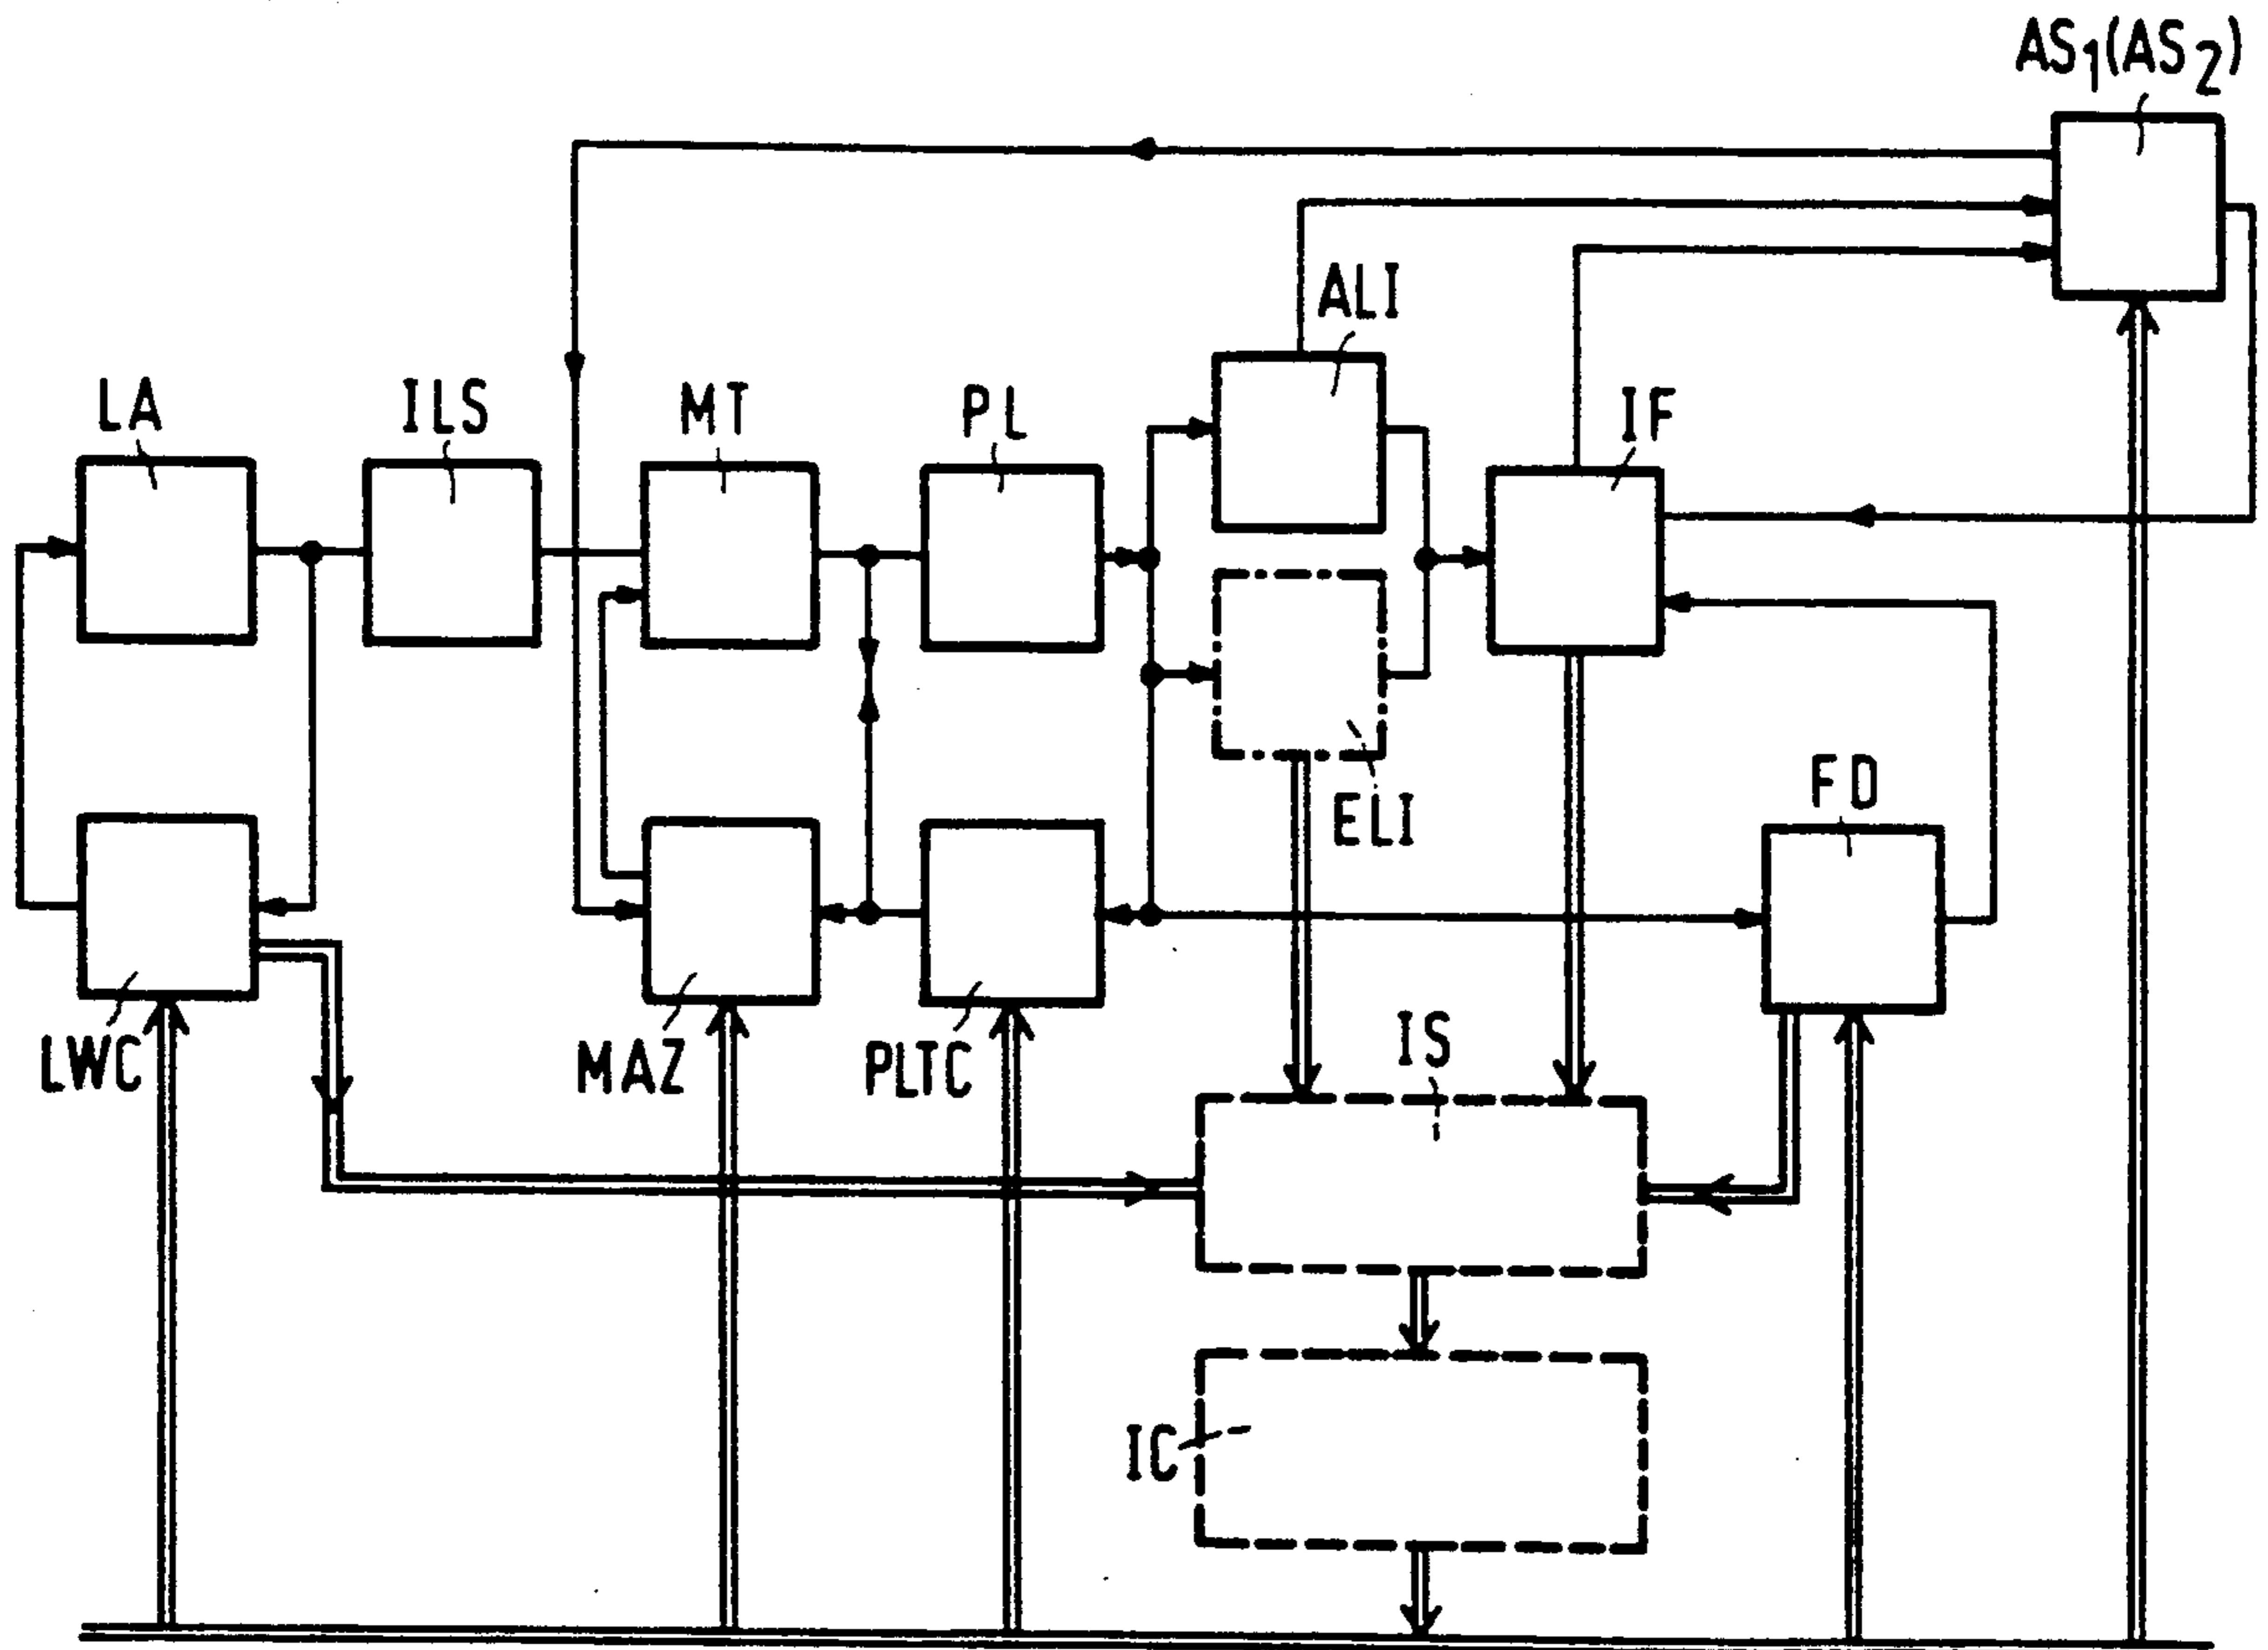 AS1(AS2)
ALI
LA
ILS
MT
PL
IF
FD
ELI
LWC
MAZ
PLTC
IS
IC